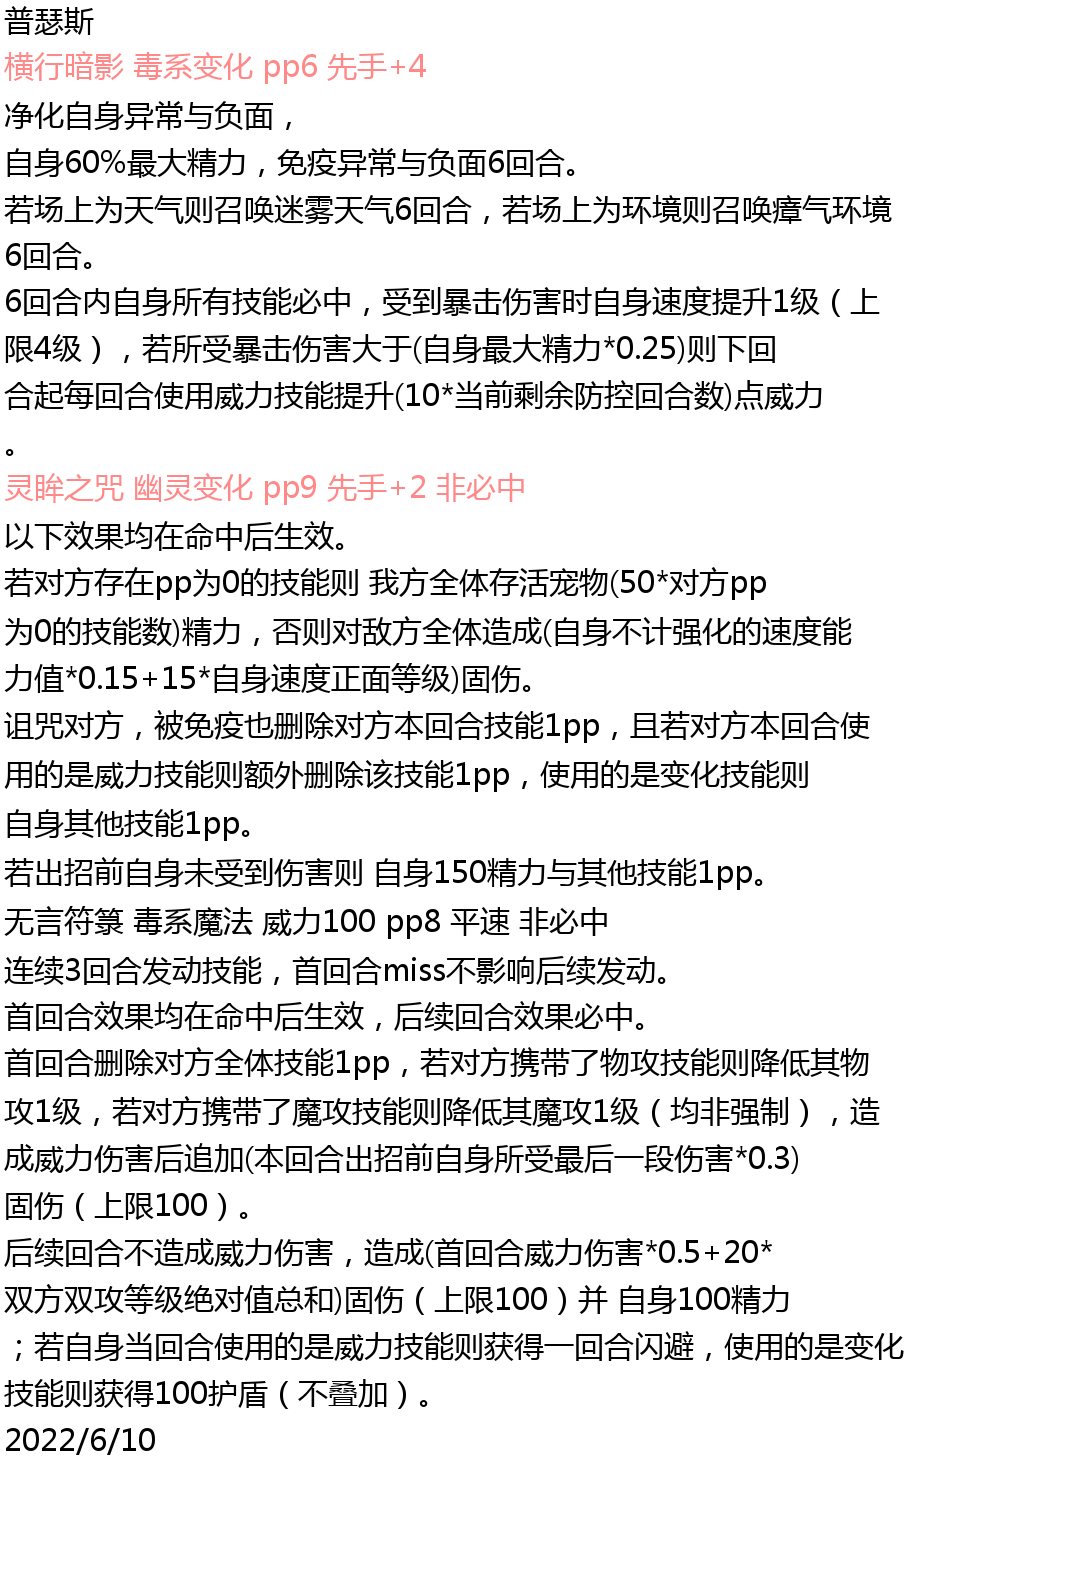 普瑟斯
横行暗影 毒系变化 pp6 先手+4
净化自身异常与负面，
自身60%最大精力，免疫异常与负面6回合。
若场上为天气则召唤迷雾天气6回合，若场上为环境则召唤瘴气环境
6回合。
6回合内自身所有技能必中，受到暴击伤害时自身速度提升1级（上
限4级），若所受暴击伤害大于(自身最大精力*0.25)则下回
合起每回合使用威力技能提升(10*当前剩余防控回合数)点威力
。
灵眸之咒 幽灵变化 pp9 先手+2 非必中
以下效果均在命中后生效。
若对方存在pp为0的技能则 我方全体存活宠物(50*对方pp
为0的技能数)精力，否则对敌方全体造成(自身不计强化的速度能
力值*0.15+15*自身速度正面等级)固伤。
诅咒对方，被免疫也删除对方本回合技能1pp，且若对方本回合使
用的是威力技能则额外删除该技能1pp，使用的是变化技能则
自身其他技能1pp。
若出招前自身未受到伤害则 自身150精力与其他技能1pp。
无言符箓 毒系魔法 威力100 pp8 平速 非必中
连续3回合发动技能，首回合miss不影响后续发动。
首回合效果均在命中后生效，后续回合效果必中。
首回合删除对方全体技能1pp，若对方携带了物攻技能则降低其物
攻1级，若对方携带了魔攻技能则降低其魔攻1级（均非强制），造
成威力伤害后追加(本回合出招前自身所受最后一段伤害*0.3)
固伤（上限100）。
后续回合不造成威力伤害，造成(首回合威力伤害*0.5+20*
双方双攻等级绝对值总和)固伤（上限100）并 自身100精力
；若自身当回合使用的是威力技能则获得一回合闪避，使用的是变化
技能则获得100护盾（不叠加）。
2022/6/10